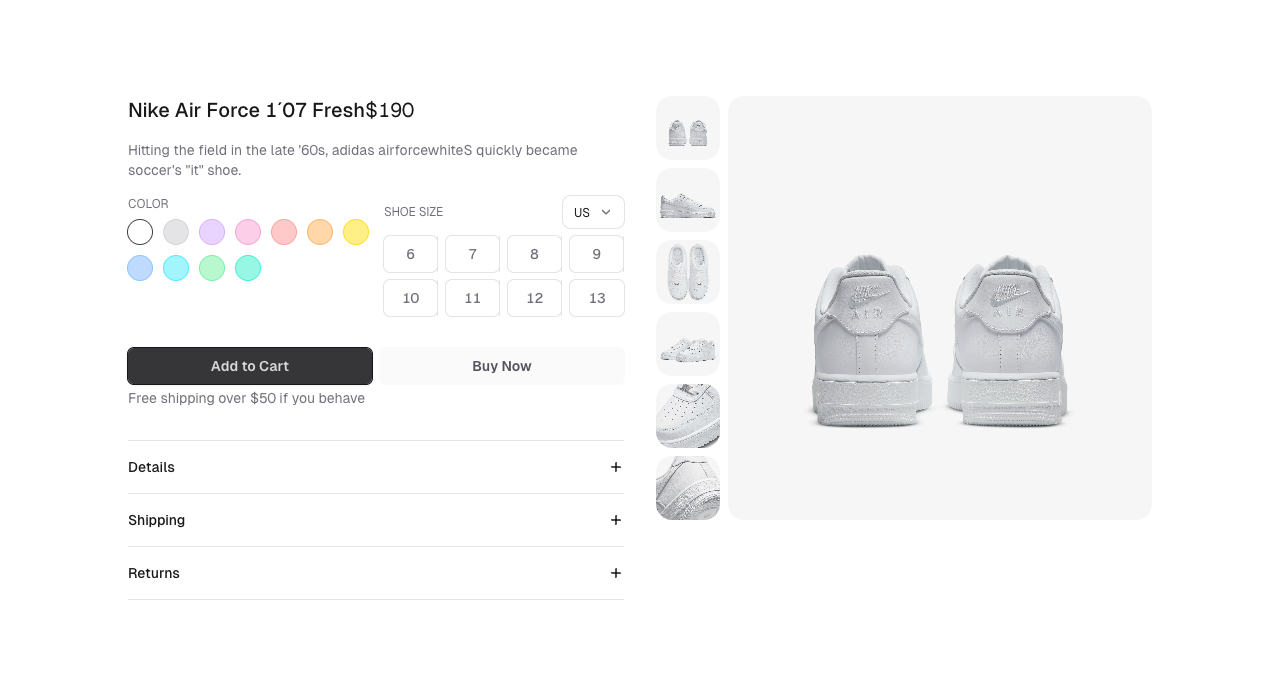 Nike Air Force 1´07 Fresh$190
Hitting the field in the late '60s, adidas airforcewhiteS quickly became
soccer's "it" shoe.
COLOR
SHOE SIZE
US
6
7
8
9
10
11
12
13
Add to Cart
Buy Now
Free shipping over $50 if you behave
Details
Shipping
Returns
AIR
AIR